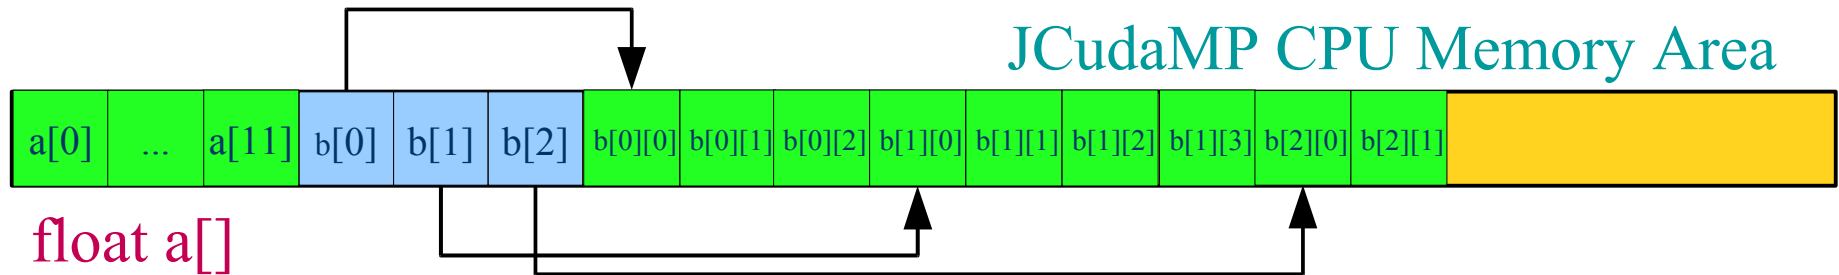 JCudaMP CPU Memory Area
a[0] ... a[11] b[0] b[1] b[2] b[0][0] b[0][1] b[0][2] b[1][0] b[1][1] b[1][2] b[1][3] b[2][0] b[2][1]
float a[]